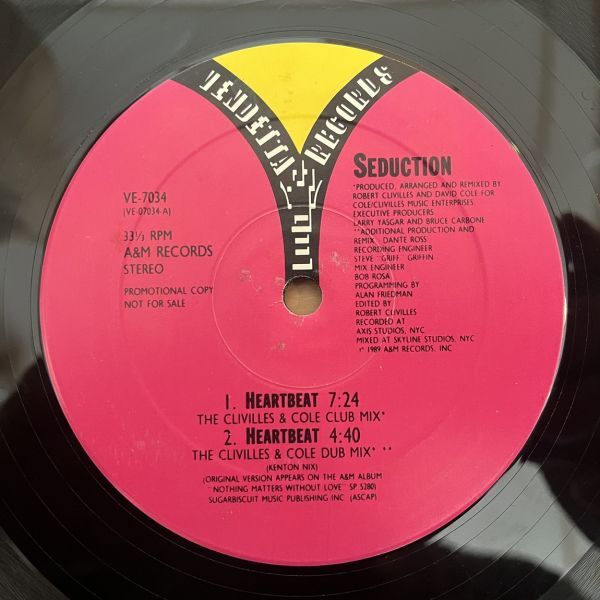 VENDETTA RECORDS
SEDUCTION
VE-7034
(VE-07034-A)
33⅓ RPM
A&M RECORDS
STEREO
PROMOTIONAL COPY
NOT FOR SALE
*PRODUCED, ARRANGED AND REMIXED BY
ROBERT CLIVILLES AND DAVID COLE FOR
COLE/CLIVILLES MUSIC ENTERPRISES
EXECUTIVE PRODUCERS
LARRY YASGAR AND BRUCE CARBONE
**ADDITIONAL PRODUCTION AND
REMIX DANTE ROSS
RECORDING ENGINEER
STEVE "GRIFF" GRIFFIN
MIX ENGINEER
BOB ROSA
PROGRAMMING BY
ALAN FRIEDMAN
EDITED BY
ROBERT CLIVILLES
RECORDED AT
AXIS STUDIOS, NYC
MIXED AT SKYLINE STUDIOS, NYC
℗ 1989 A&M RECORDS, INC
1. HEARTBEAT 7:24
THE CLIVILLES & COLE CLUB MIX*
2. HEARTBEAT 4:40
THE CLIVILLES & COLE DUB MIX* **
(KENTON NIX)
(ORIGINAL VERSION APPEARS ON THE A&M ALBUM
"NOTHING MATTERS WITHOUT LOVE" SP 5280)
SUGARBISCUIT MUSIC PUBLISHING INC (ASCAP)